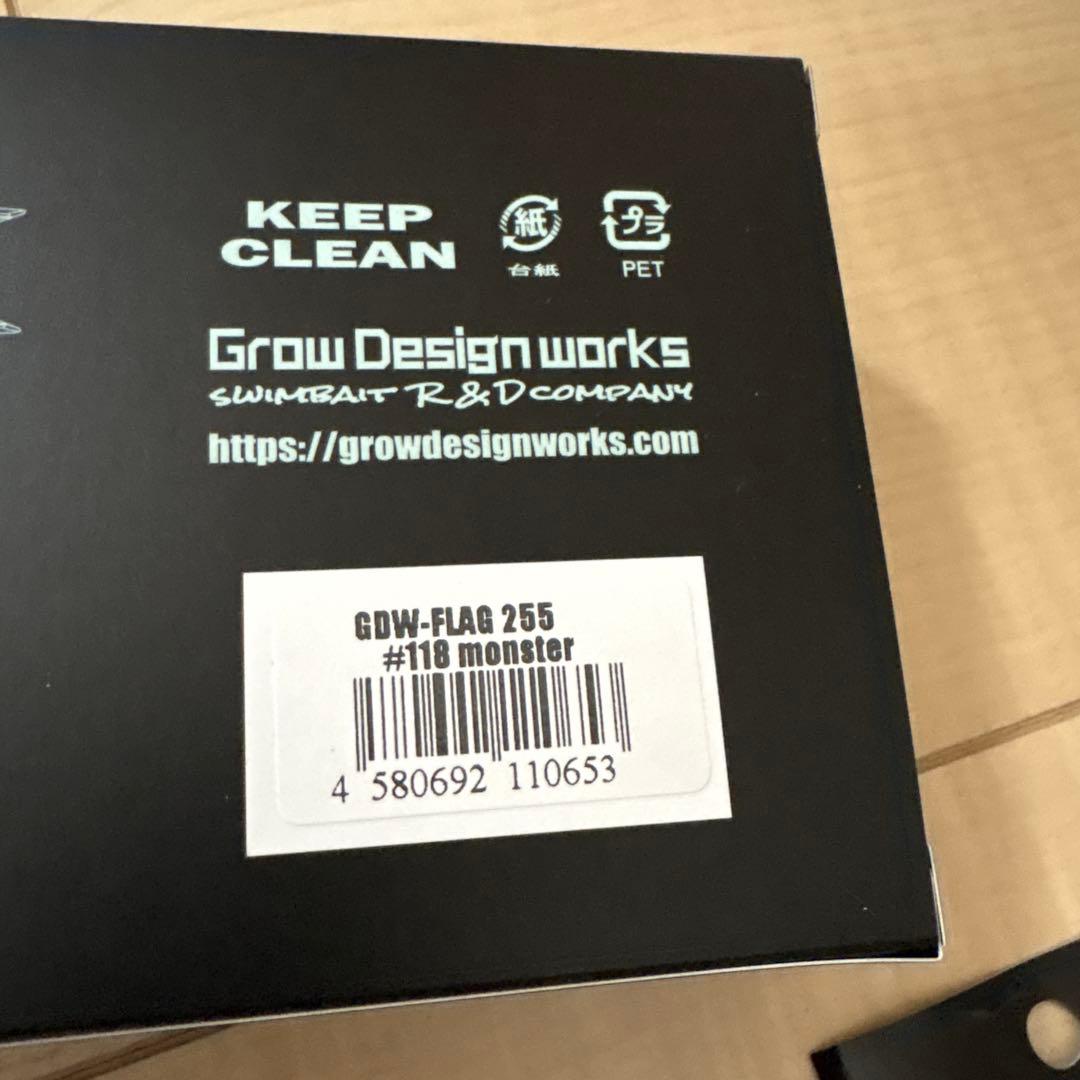 KEEP
CLEAN
紙
台紙
プラ
PET
Grow Design works
SWIMBAIT R&D COMPANY
https://growdesignworks.com
GDW-FLAG 255
#118 monster
4 580692 110653